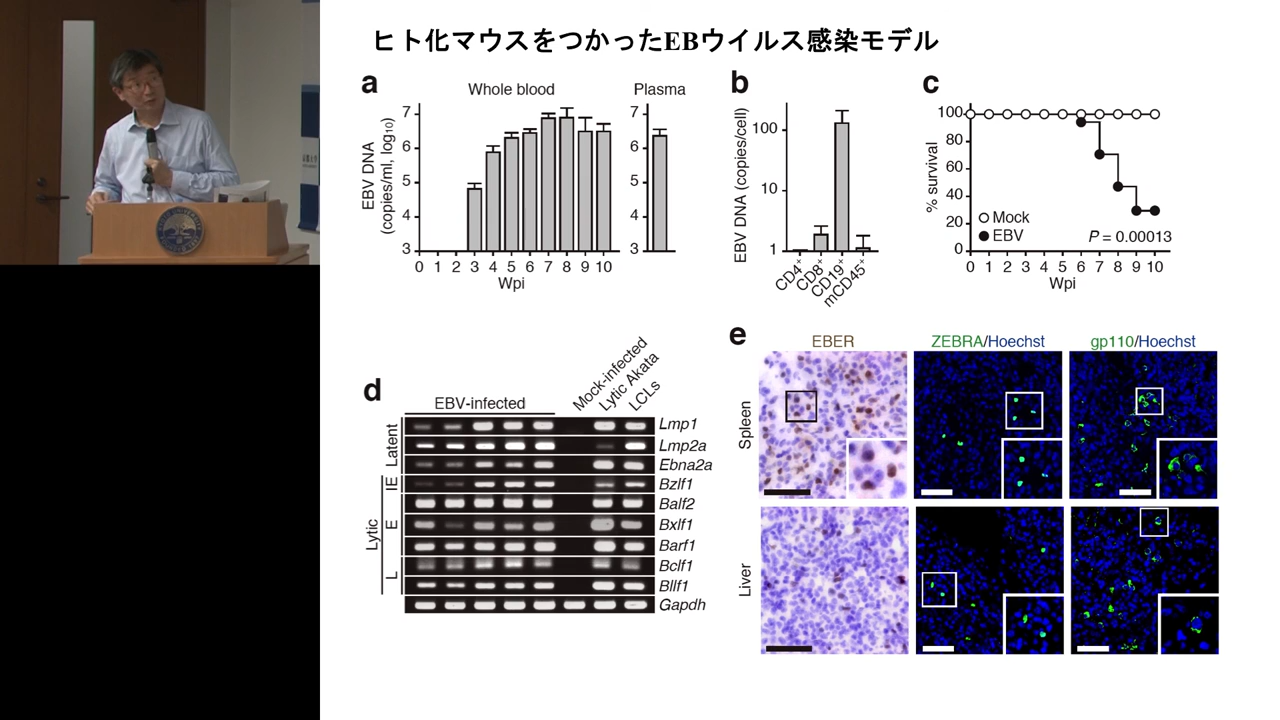 ヒト化マウスをつかったEBウイルス感染モデル
a
Whole blood
Plasma
EBV DNA
(copies/ml, log10)
7
6
5
4
3
0 1 2 3 4 5 6 7 8 9 10
Wpi
7
6
5
4
3
b
EBV DNA (copies/cell)
100
10
1
CD4+
CD8+
CD19+
mCD45+
c
% survival
100
80
60
40
20
0
Mock
EBV
P = 0.00013
0 1 2 3 4 5 6 7 8 9 10
Wpi
d
EBV-infected
Mock-infected
Lytic Akata
LCLs
Latent
Lytic
IE
E
L
Lmp1
Lmp2a
Ebna2a
Bzlf1
Balf2
Bxlf1
Barf1
Bclf1
Bllf1
Gapdh
e
EBER
ZEBRA/Hoechst
gp110/Hoechst
Spleen
Liver